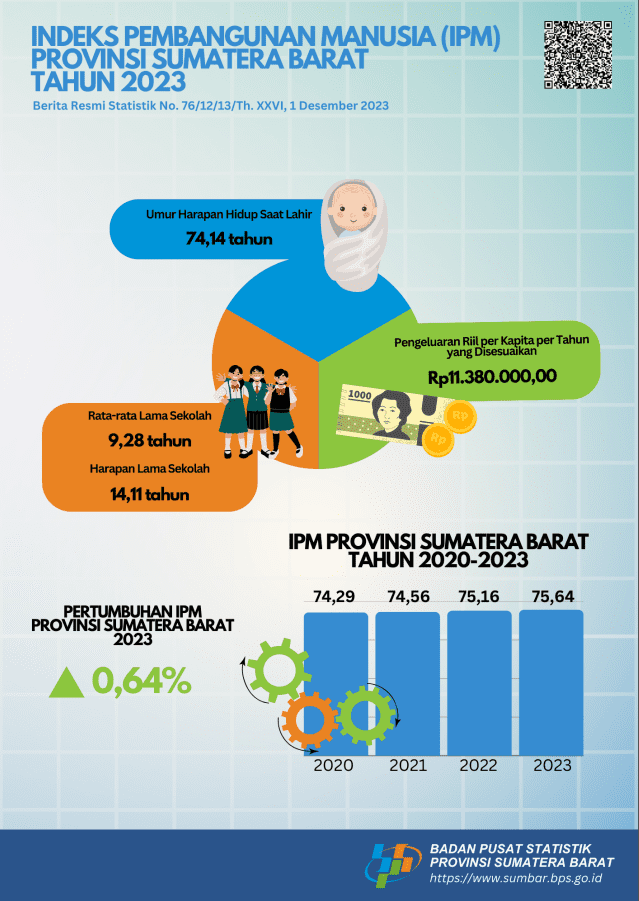 INDEKS PEMBANGUNAN MANUSIA (IPM)
PROVINSI SUMATERA BARAT
TAHUN 2023
Berita Resmi Statistik No. 76/12/13/Th. XXVI, 1 Desember 2023
Umur Harapan Hidup Saat Lahir
74,14 tahun
Pengeluaran Riil per Kapita per Tahun
yang Disesuaikan
Rp11.380.000,00
1000
Rp
Rp
Rata-rata Lama Sekolah
9,28 tahun
Harapan Lama Sekolah
14,11 tahun
IPM PROVINSI SUMATERA BARAT
TAHUN 2020-2023
74,29 74,56 75,16 75,64
PERTUMBUHAN IPM
PROVINSI SUMATERA BARAT
2023
0,64%
2020 2021 2022 2023
BADAN PUSAT STATISTIK
PROVINSI SUMATERA BARAT
https://www.sumbar.bps.go.id